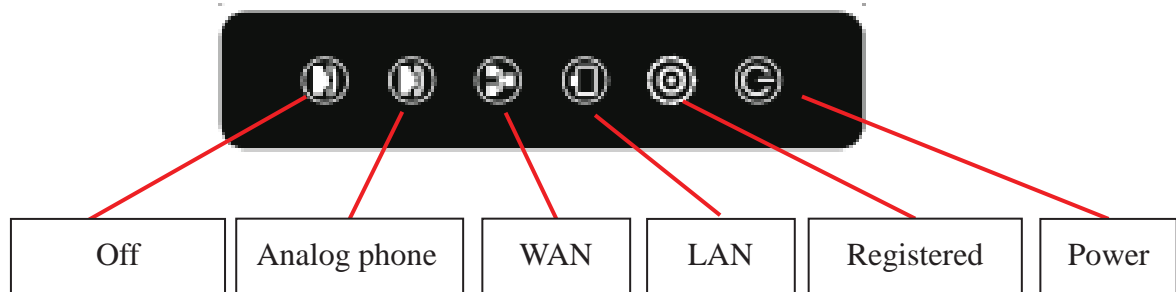 Off
Analog phone
WAN
LAN
Registered
Power